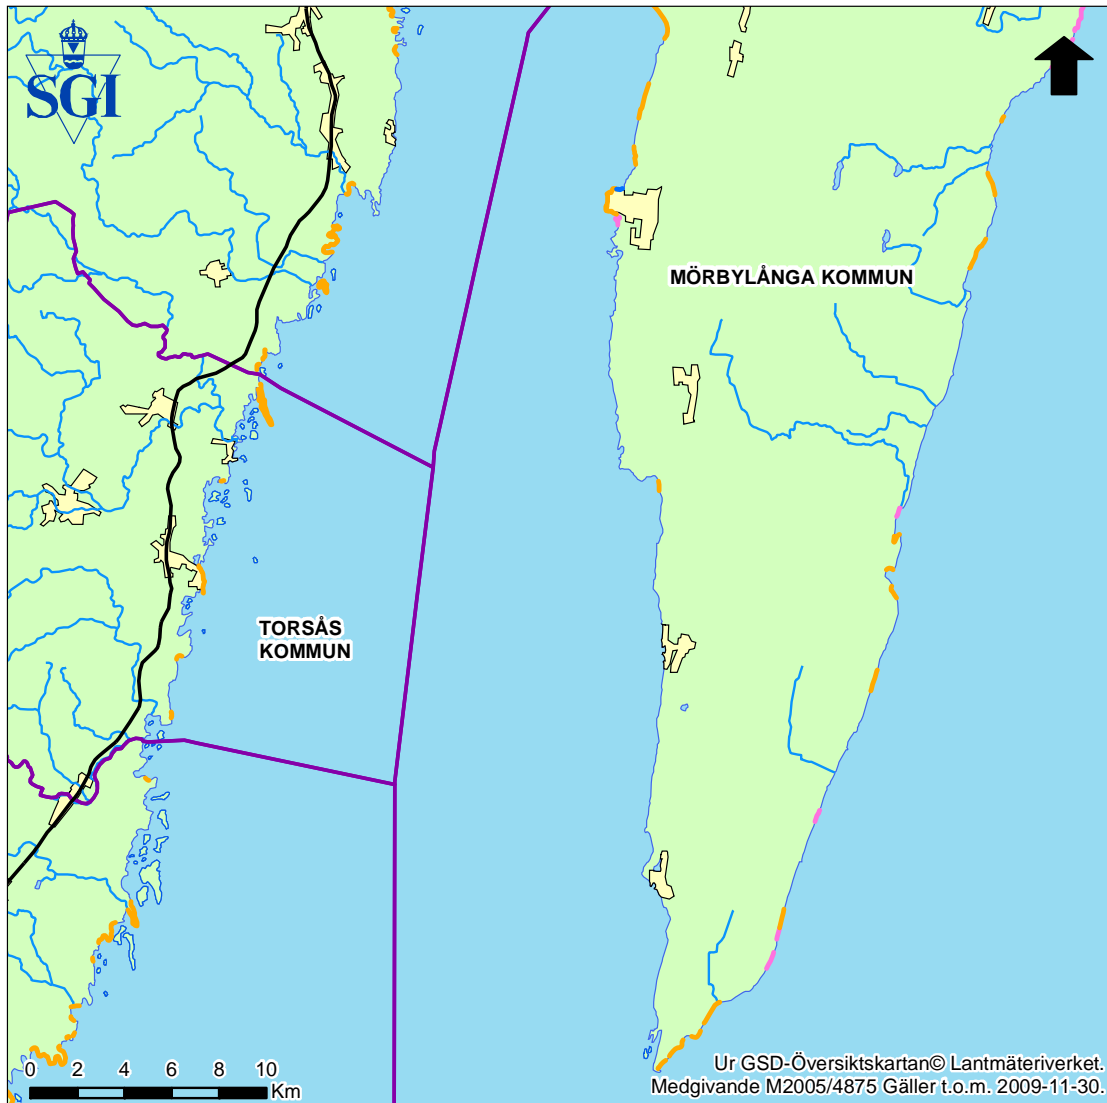 SGI
MÖRBYLÅNGA KOMMUN
TORSÅS
KOMMUN
0 2 4 6 8 10
Km
Ur GSD-Översiktskartan© Lantmäteriverket.
Medgivande M2005/4875 Gäller t.o.m. 2009-11-30.